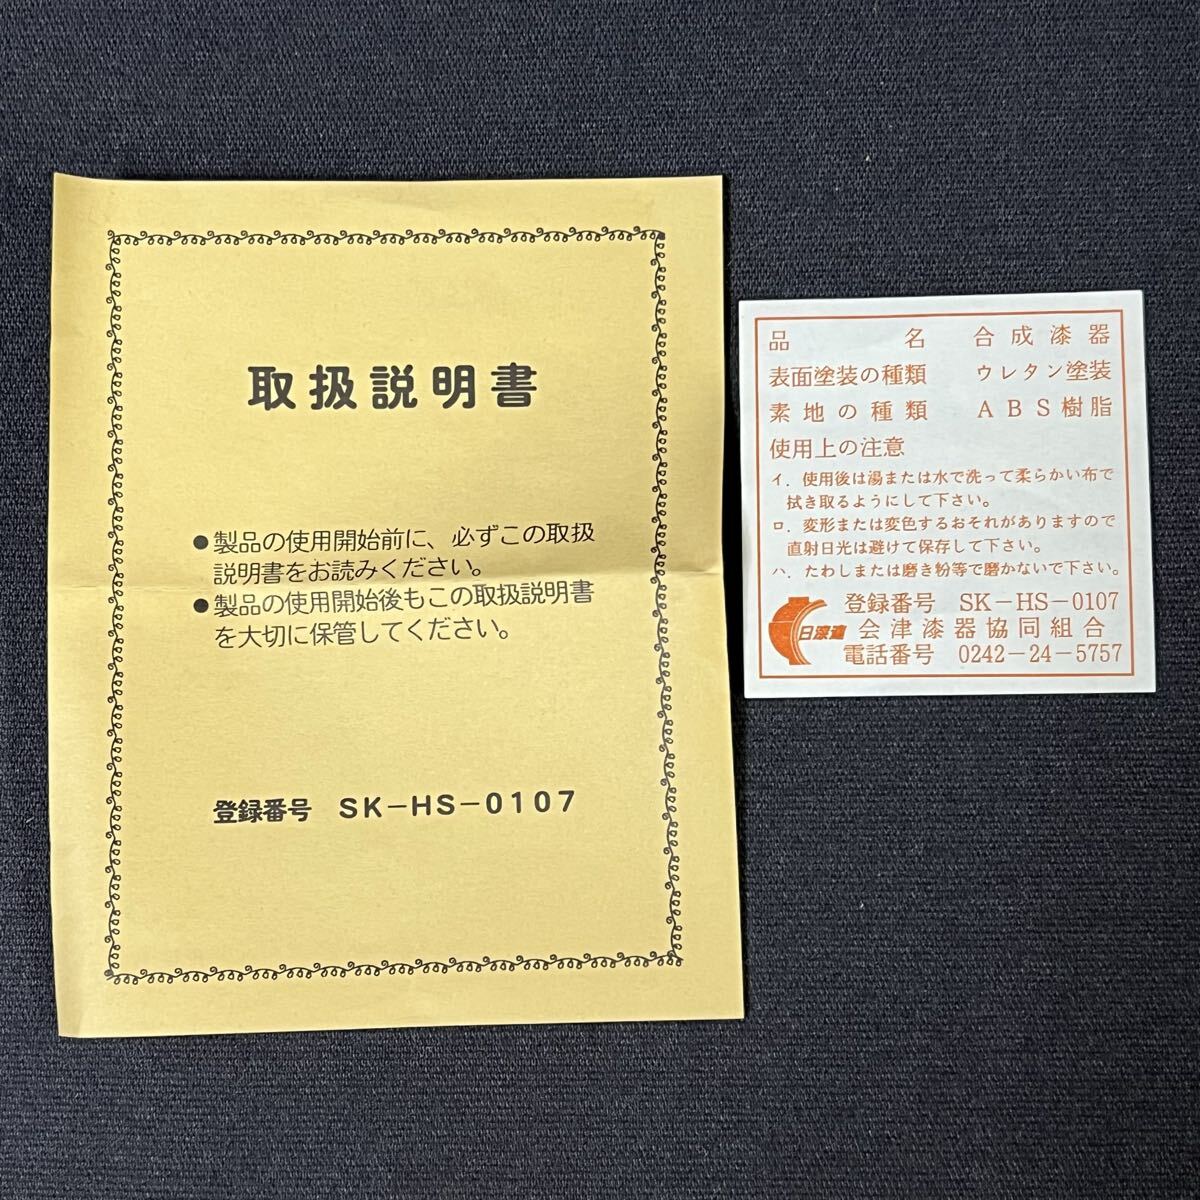 取扱説明書
●製品の使用開始前に、必ずこの取扱
説明書をお読みください。
●製品の使用開始後もこの取扱説明書
を大切に保管してください。
登録番号 SK-HS-0107
品名 合成漆器
表面塗装の種類 ウレタン塗装
素地の種類 ABS樹脂
使用上の注意
イ．使用後は湯または水で洗って柔らかい布で
拭き取るようにして下さい。
ロ．変形または変色するおそれがありますので
直射日光は避けて保存して下さい。
ハ．たわしまたは磨き粉等で磨かないで下さい。
登録番号 SK-HS-0107
日漆連 会津漆器協同組合
電話番号 0242-24-5757